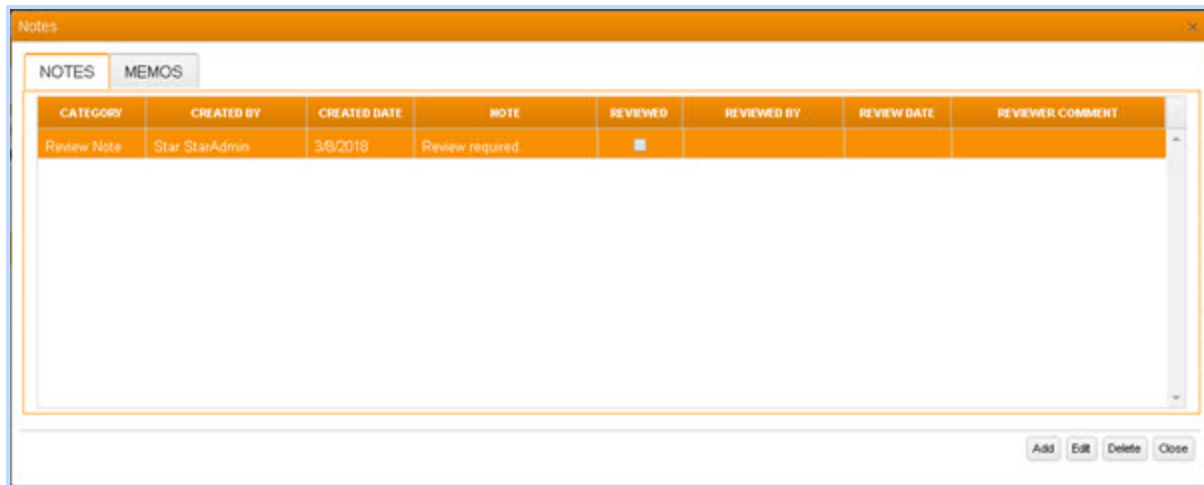 Notes
NOTES MEMOS
CATEGORY CREATED BY CREATED DATE NOTE REVIEWED REVIEWED BY REVIEW DATE REVIEWER COMMENT
Review Note Star StarAdmin 3/8/2018 Review required.
Add Edit Delete Close